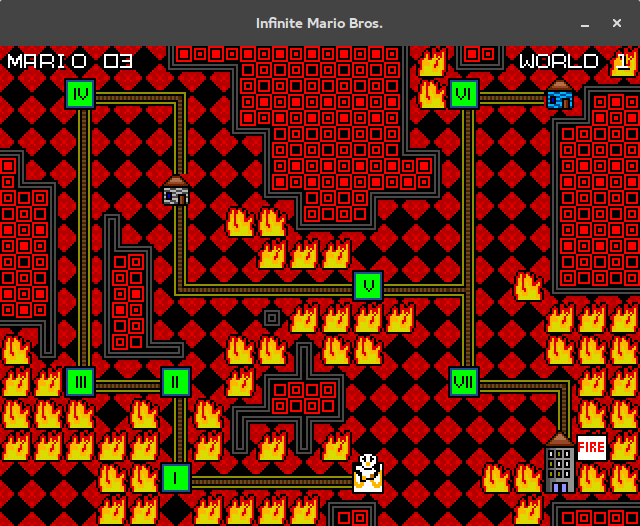 Infinite Mario Bros.
MARIO 03
WORLD 1
IV
VI
V
III
II
VII
FIRE
I